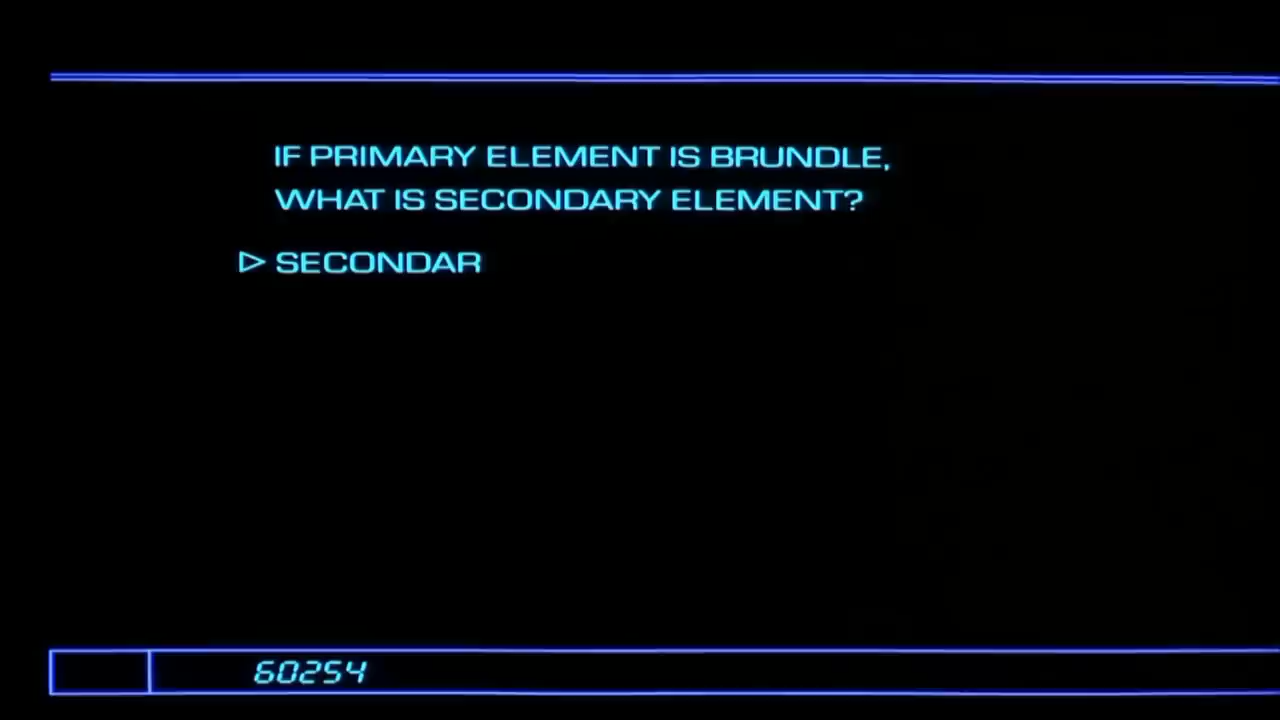 IF PRIMARY ELEMENT IS BRUNDLE,
WHAT IS SECONDARY ELEMENT?
▷ SECONDAR
60254